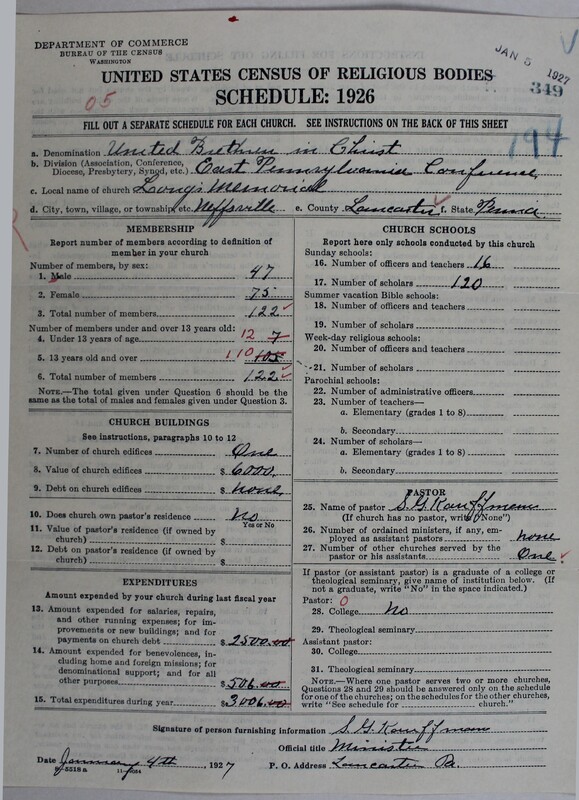 DEPARTMENT OF COMMERCE
BUREAU OF THE CENSUS
WASHINGTON
JAN 5 1927
349
UNITED STATES CENSUS OF RELIGIOUS BODIES
05
SCHEDULE: 1926
FILL OUT A SEPARATE SCHEDULE FOR EACH CHURCH. SEE INSTRUCTIONS ON THE BACK OF THIS SHEET
194
a. Denomination United Brethren in Christ
b. Division (Association, Conference, Diocese, Presbytery, Synod, etc.) East Pennsylvania Conference
c. Local name of church Longs Memorial
d. City, town, village, or township, etc. Neffsville e. County Lancaster f. State Penna
MEMBERSHIP
Report number of members according to definition of
member in your church
Number of members, by sex:
1. Male 47
2. Female 75
3. Total number of members 122
Number of members under and over 13 years old:
4. Under 13 years of age 12 7
5. 13 years old and over 110 105
6. Total number of members 122
NOTE.—The total given under Question 6 should be
the same as the total of males and females given under Question 3.
CHURCH BUILDINGS
See instructions, paragraphs 10 to 12
7. Number of church edifices One
8. Value of church edifices $ 6000.
9. Debt on church edifices $ none
10. Does church own pastor's residence? No
Yes or No
11. Value of pastor's residence (if owned by
church) $
12. Debt on pastor's residence (if owned by
church) $
EXPENDITURES
Amount expended by your church during last fiscal year
13. Amount expended for salaries, repairs,
and other running expenses; for im-
provements or new buildings; and for
payments on church debt $ 2500.00
14. Amount expended for benevolences, in-
cluding home and foreign missions; for
denominational support; and for all
other purposes $ 506.00
15. Total expenditures during year $ 3006.00
CHURCH SCHOOLS
Report here only schools conducted by this church
Sunday schools:
16. Number of officers and teachers 16
17. Number of scholars 120
Summer vacation Bible schools:
18. Number of officers and teachers
19. Number of scholars
Week-day religious schools:
20. Number of officers and teachers
21. Number of scholars
Parochial schools:
22. Number of administrative officers
23. Number of teachers—
a. Elementary (grades 1 to 8)
b. Secondary
24. Number of scholars—
a. Elementary (grades 1 to 8)
b. Secondary
PASTOR
25. Name of pastor S. G. Kauffman
(If church has no pastor, write "None")
26. Number of ordained ministers, if any, em-
ployed as assistant pastors none
27. Number of other churches served by the
pastor or his assistants One
If pastor (or assistant pastor) is a graduate of a college or
theological seminary, give name of institution below. (If
not a graduate, write "No" in the space indicated.)
Pastor: 0
28. College No
29. Theological seminary
Assistant pastor:
30. College
31. Theological seminary
NOTE.—Where one pastor serves two or more churches,
Questions 28 and 29 should be answered only on the schedule
for one of the churches; on the schedules for the other churches,
write "See schedule for church."
Signature of person furnishing information S. G. Kauffman
Official title Minister
Date January 4th, 1927 P. O. Address Lancaster Pa.
8-5518a